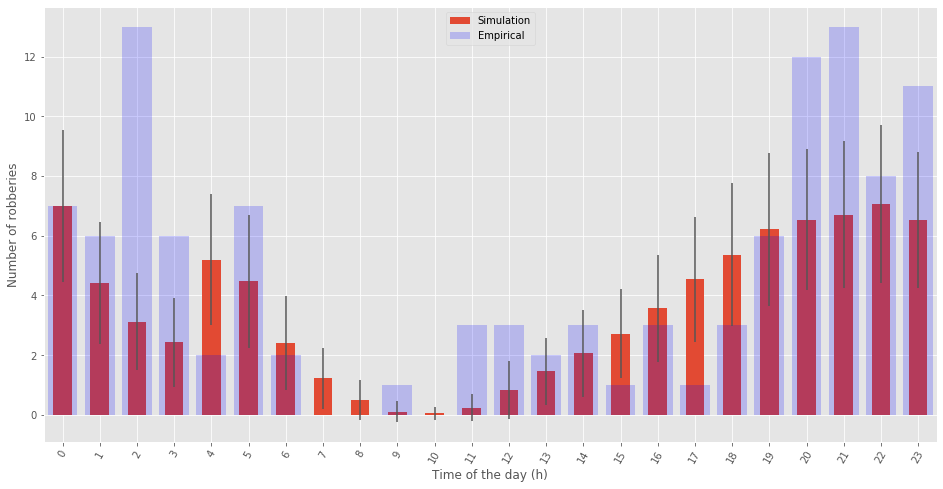 Simulation
Empirical
Number of robberies
12
10
8
6
4
2
0
0 1 2 3 4 5 6 7 8 9 10 11 12 13 14 15 16 17 18 19 20 21 22 23
Time of the day (h)